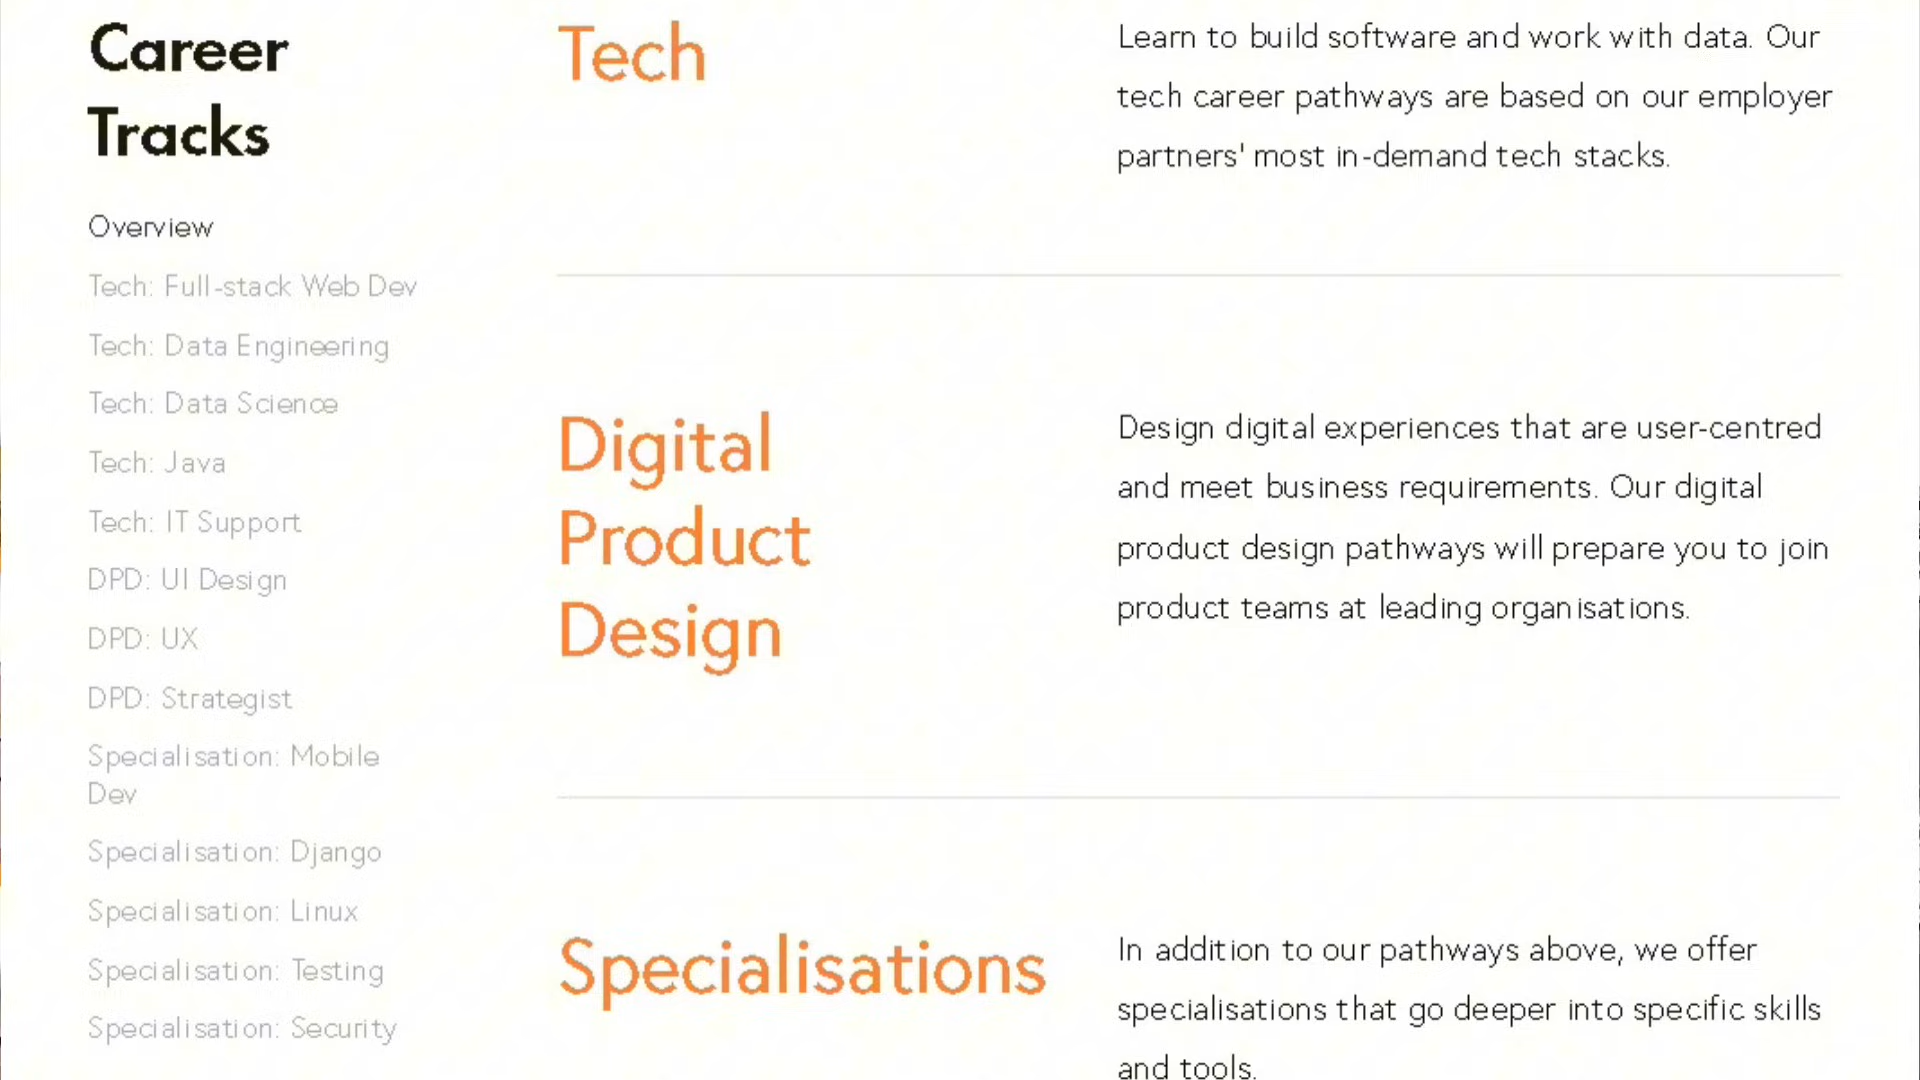 Career
Tracks
Overview
Tech: Full-stack Web Dev
Tech: Data Engineering
Tech: Data Science
Tech: Java
Tech: IT Support
DPD: UI Design
DPD: UX
DPD: Strategist
Specialisation: Mobile
Dev
Specialisation: Django
Specialisation: Linux
Specialisation: Testing
Specialisation: Security
Tech
Learn to build software and work with data. Our
tech career pathways are based on our employer
partners' most in-demand tech stacks.
Digital
Product
Design
Design digital experiences that are user-centred
and meet business requirements. Our digital
product design pathways will prepare you to join
product teams at leading organisations.
Specialisations
In addition to our pathways above, we offer
specialisations that go deeper into specific skills
and tools.